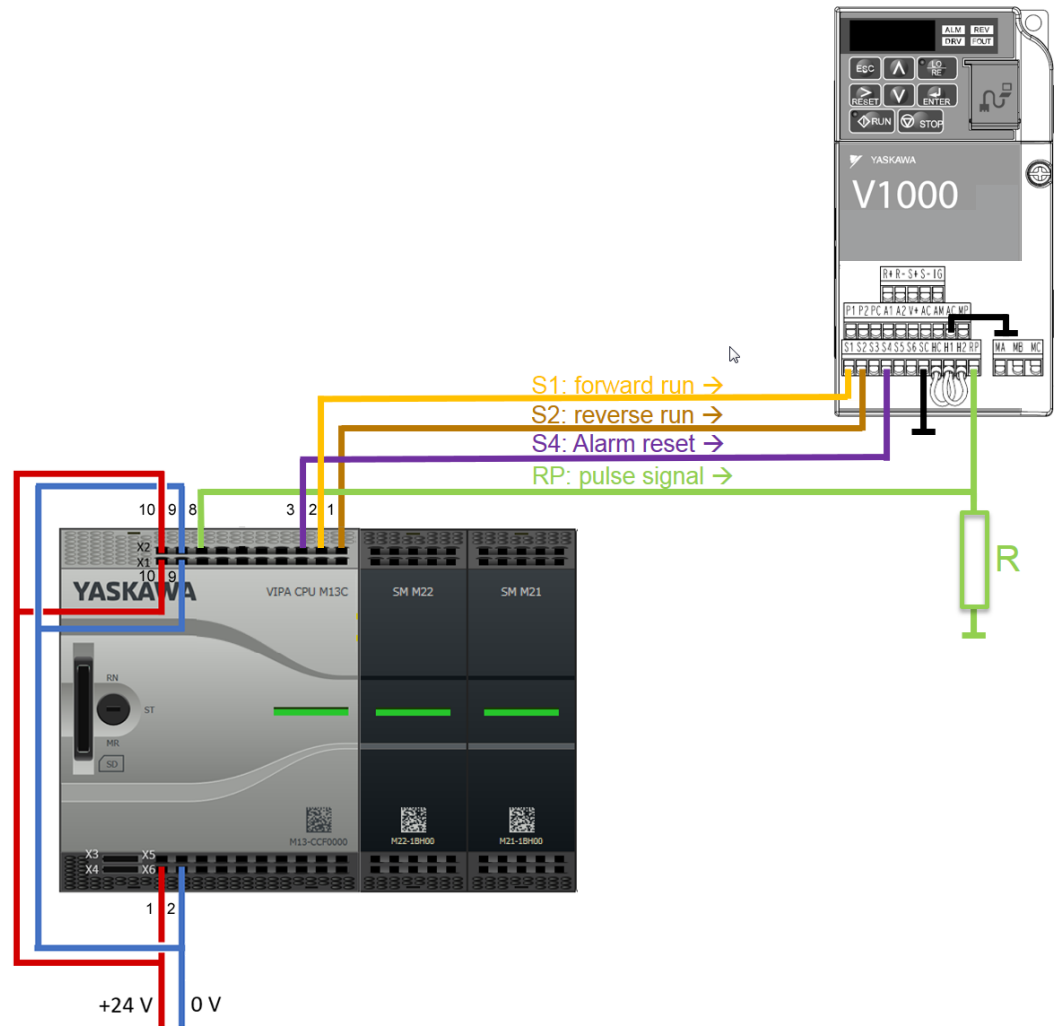 ALM REV
DRV FOUT
ESC
LO
RE
>
RESET
ENTER
RUN
STOP
YASKAWA
V1000
R+ R- S+ S- IG
P1 P2 PC A1 A2 V+ AC AM AC MP
S1 S2 S3 S4 S5 S6 SC HC H1 H2 RP
MA MB MC
S1: forward run →
S2: reverse run →
S4: Alarm reset →
RP: pulse signal →
10 9 8 3 2 1
X2
X1
10 9
R
YASKAWA
VIPA CPU M13C
SM M22
SM M21
RN
ST
MR
SD
M13-CCF0000
M22-1BH00
M21-1BH00
X3 X5
X4 X6
1 2
+24 V 0 V